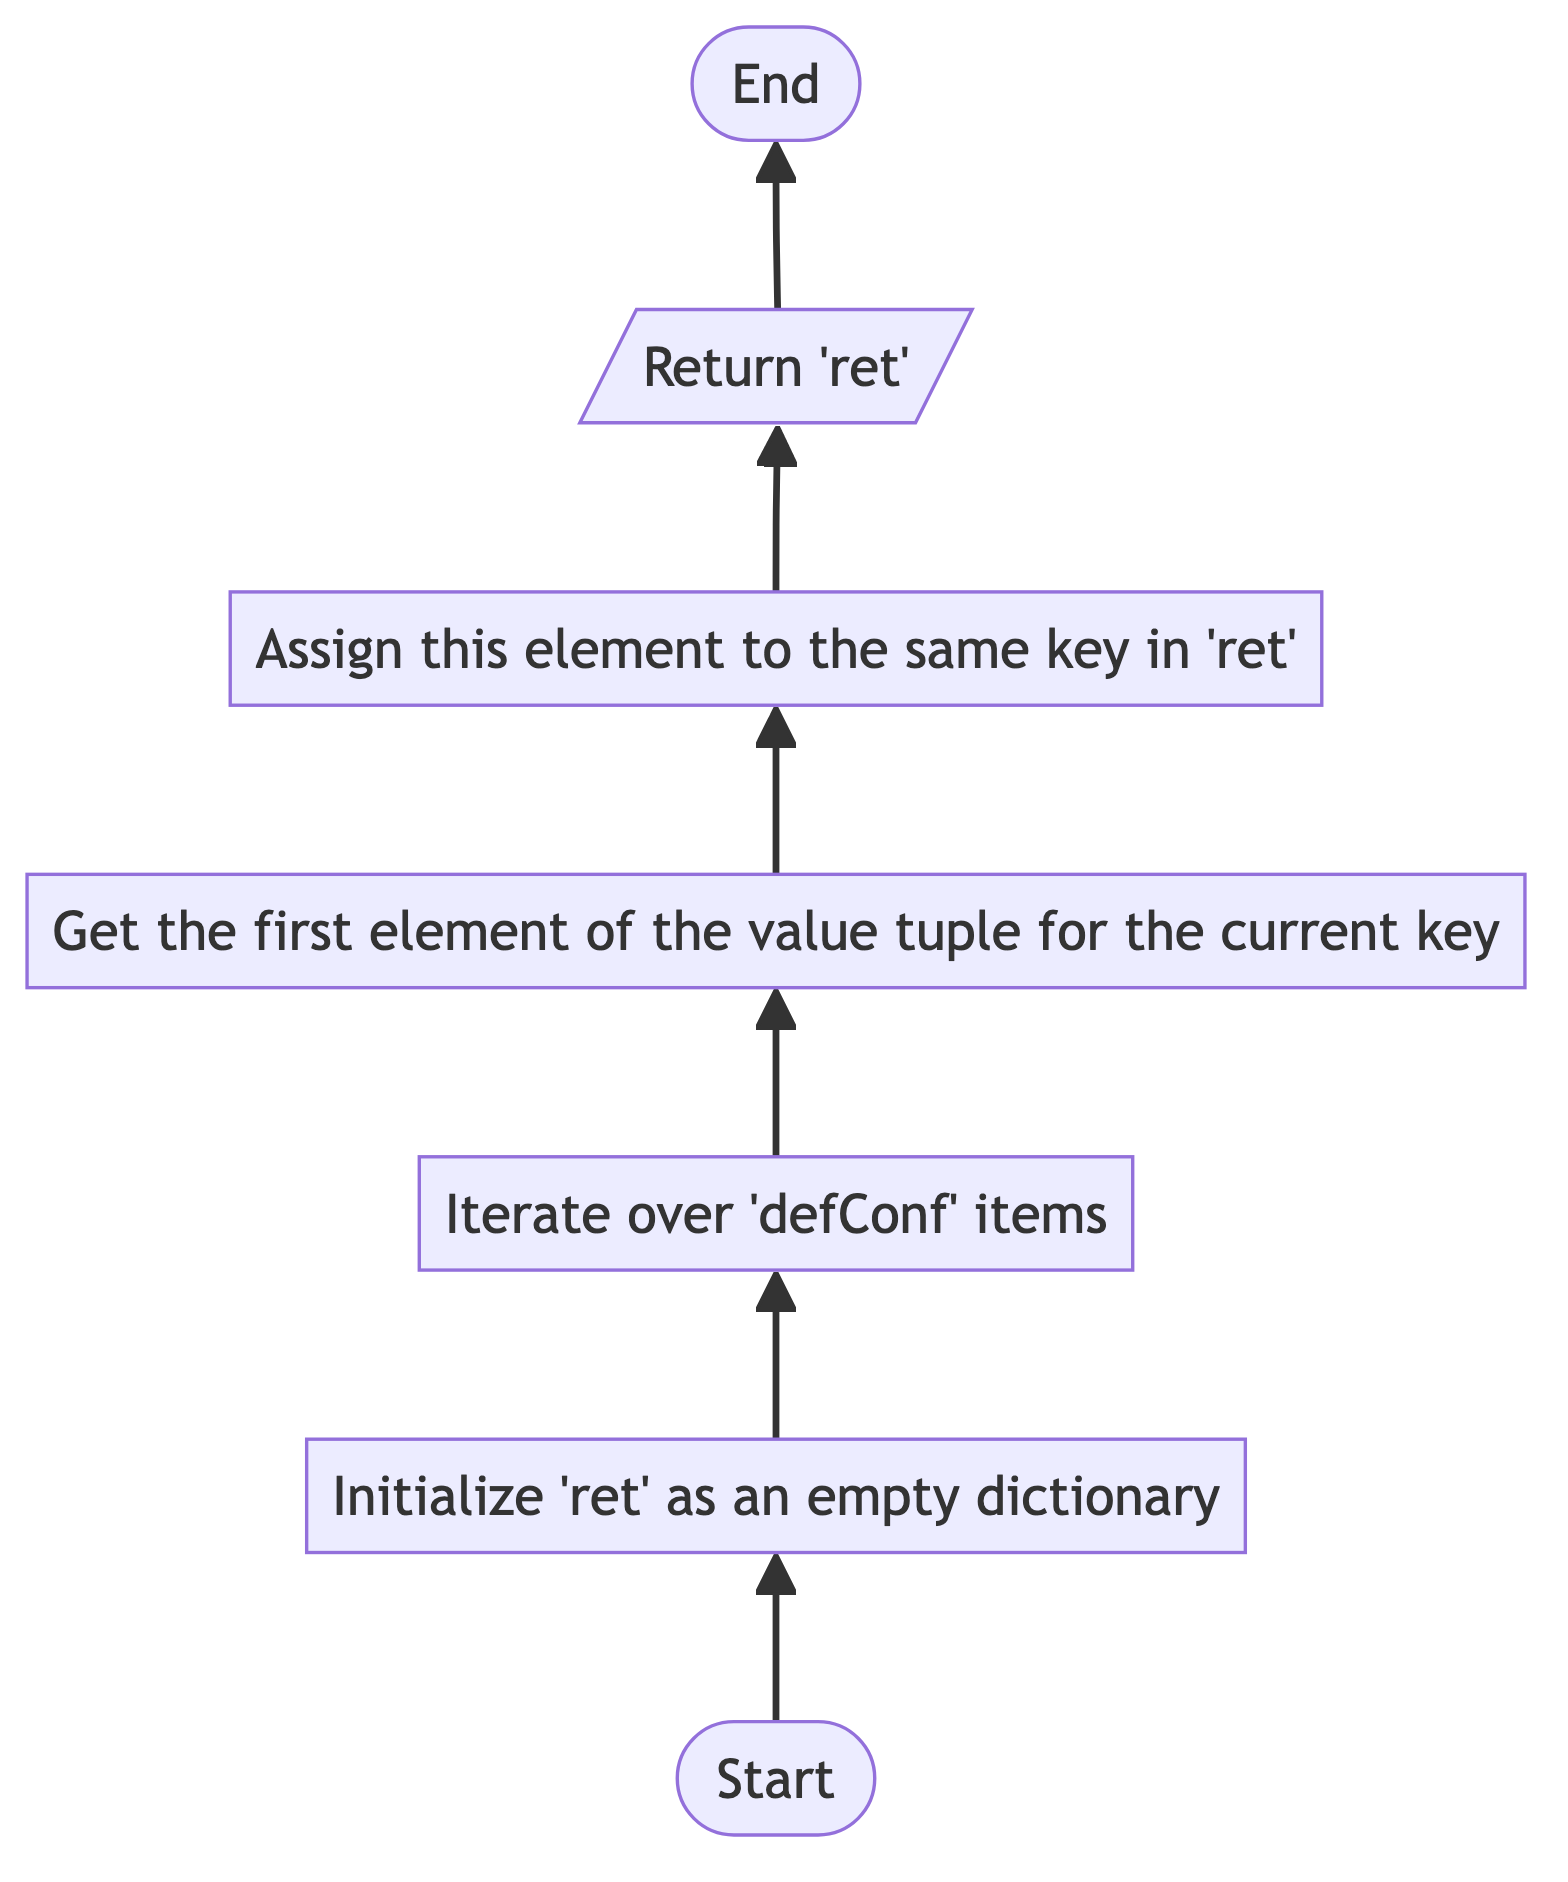 End
Return 'ret'
Assign this element to the same key in 'ret'
Get the first element of the value tuple for the current key
Iterate over 'defConf' items
Initialize 'ret' as an empty dictionary
Start